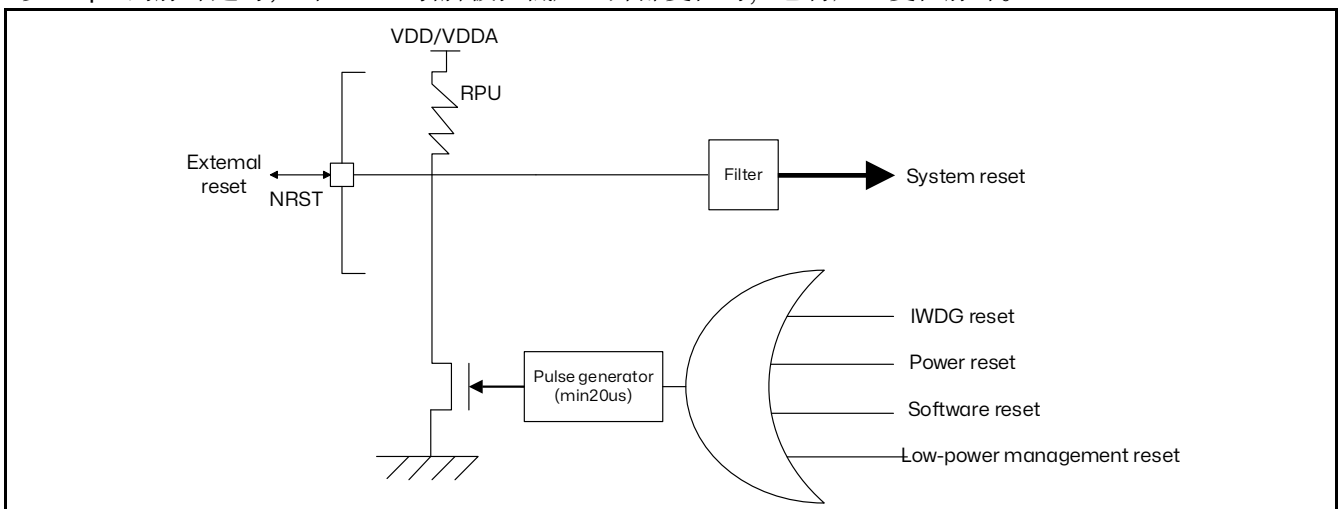 VDD/VDDA
RPU
External
reset
NRST
Filter
System reset
IWDG reset
Power reset
Pulse generator
(min20us)
Software reset
Low-power management reset